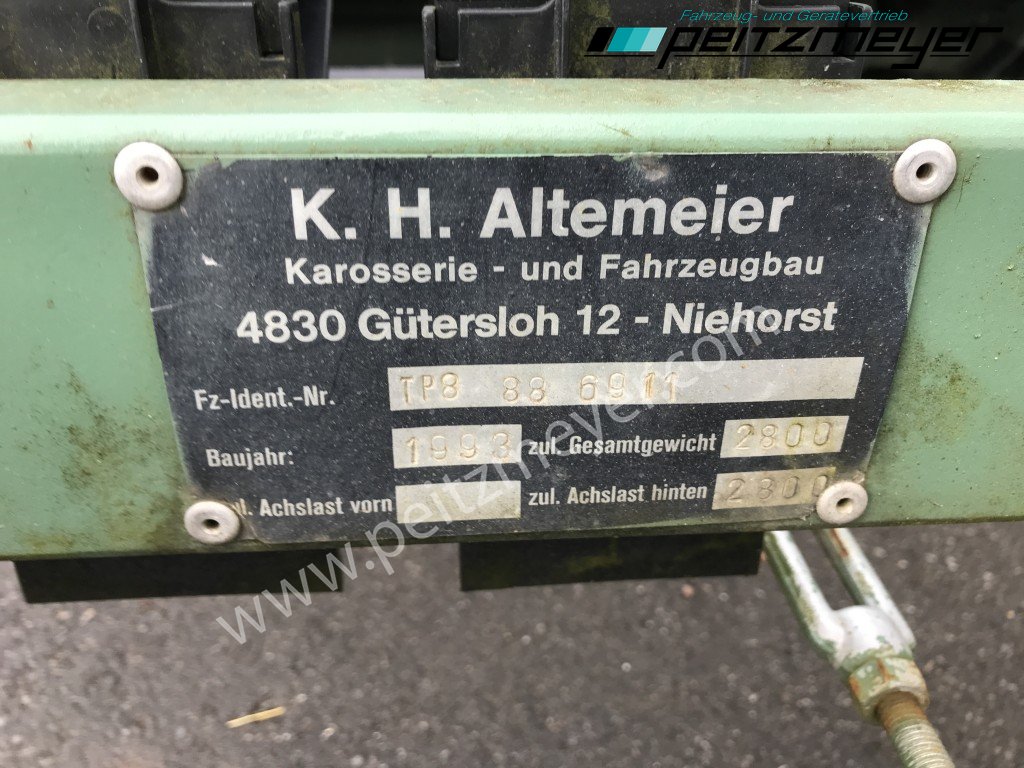 Fahrzeug - und Gerätevertrieb
peitzmeyer
K. H. Altemeier
Karosserie - und Fahrzeugbau
4830 Gütersloh 12 - Niehorst
Fz-Ident.-Nr. TP8 88 6911
Baujahr: 1993 zul. Gesamtgewicht 2800
zul. Achslast vorn zul. Achslast hinten 2800
www.peitzmeyer.com